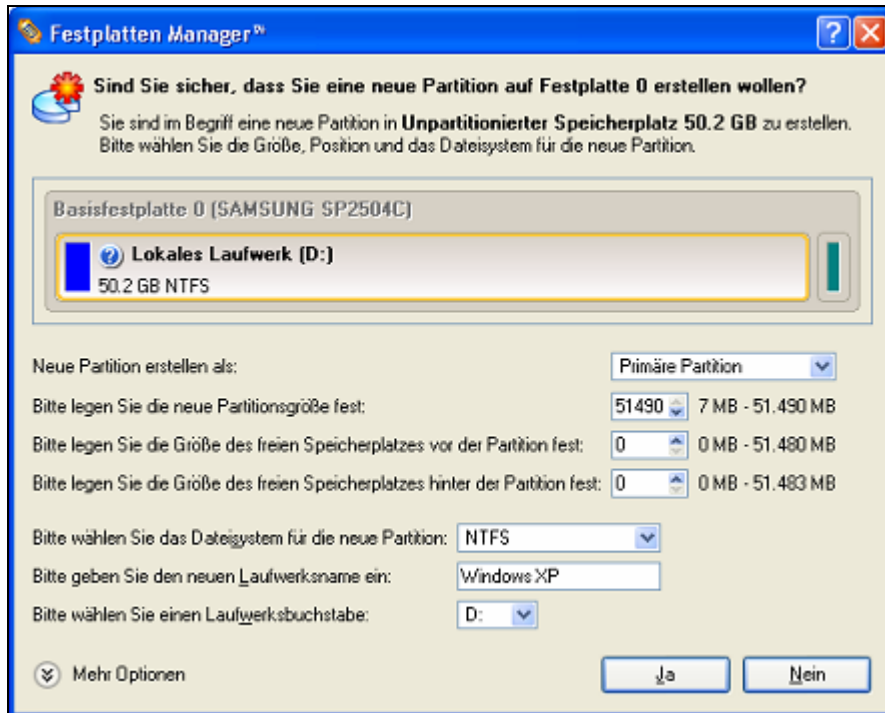 Festplatten Manager™
Sind Sie sicher, dass Sie eine neue Partition auf Festplatte 0 erstellen wollen?
Sie sind im Begriff eine neue Partition in Unpartitionierter Speicherplatz 50.2 GB zu erstellen.
Bitte wählen Sie die Größe, Position und das Dateisystem für die neue Partition.
Basisfestplatte 0 (SAMSUNG SP2504C)
Lokales Laufwerk (D:)
50.2 GB NTFS
Neue Partition erstellen als: Primäre Partition
Bitte legen Sie die neue Partitionsgröße fest: 51490 7 MB - 51.490 MB
Bitte legen Sie die Größe des freien Speicherplatzes vor der Partition fest: 0 0 MB - 51.480 MB
Bitte legen Sie die Größe des freien Speicherplatzes hinter der Partition fest: 0 0 MB - 51.483 MB
Bitte wählen Sie das Dateisystem für die neue Partition: NTFS
Bitte geben Sie den neuen Laufwerksname ein: Windows XP
Bitte wählen Sie einen Laufwerksbuchstabe: D:
Mehr Optionen Ja Nein